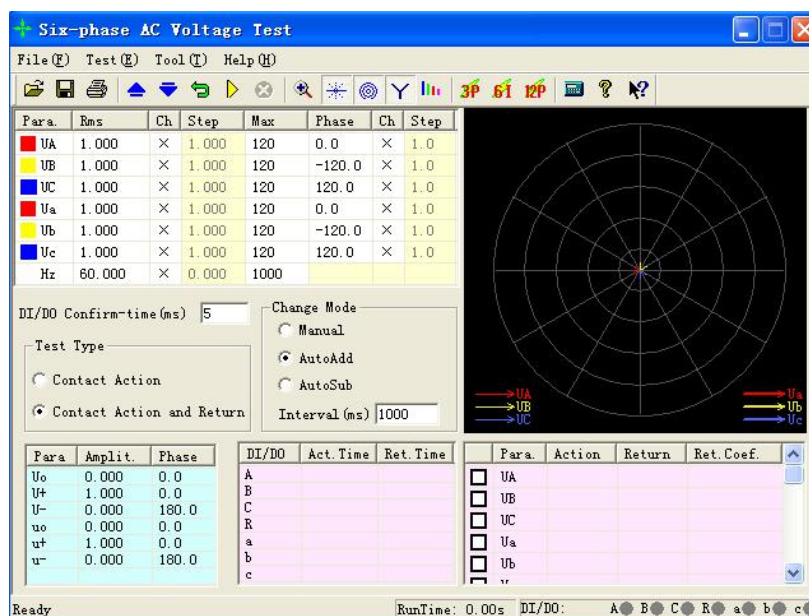 Six-phase AC Voltage Test
File(F) Test(E) Tool(T) Help(H)
3P 6I 12P
Para. Rms Ch Step Max Phase Ch Step
UA 1.000 × 1.000 120 0.0 × 1.0
UB 1.000 × 1.000 120 -120.0 × 1.0
UC 1.000 × 1.000 120 120.0 × 1.0
Ua 1.000 × 1.000 120 0.0 × 1.0
Ub 1.000 × 1.000 120 -120.0 × 1.0
Uc 1.000 × 1.000 120 120.0 × 1.0
Hz 60.000 × 0.000 1000
DI/DO Confirm-time(ms) 5
Test Type
Contact Action
Contact Action and Return
Change Mode
Manual
AutoAdd
AutoSub
Interval(ms) 1000
UA Ua
UB Ub
UC Uc
Para Amplit. Phase
Uo 0.000 0.0
U+ 1.000 0.0
U- 0.000 180.0
uo 0.000 0.0
u+ 1.000 0.0
u- 0.000 180.0
DI/DO Act.Time Ret.Time
A
B
C
R
a
b
c
Para. Action Return Ret.Coef.
UA
UB
UC
Ua
Ub
Ready RunTime: 0.00s DI/DO: A B C R a b c